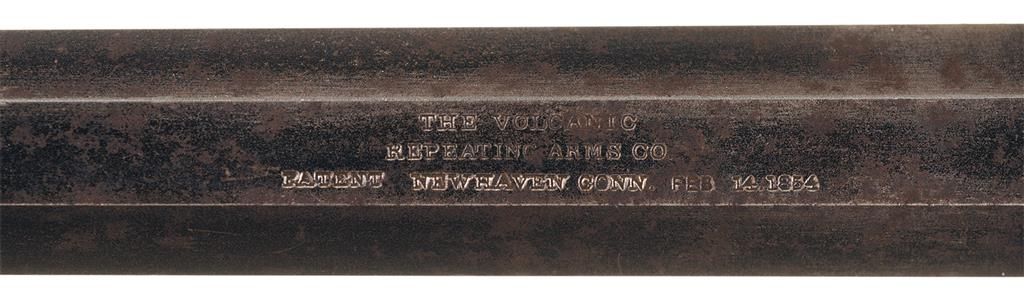 THE VOLCANIC
REPEATING ARMS CO
PATENT NEWHAVEN CONN. FEB 14.1854